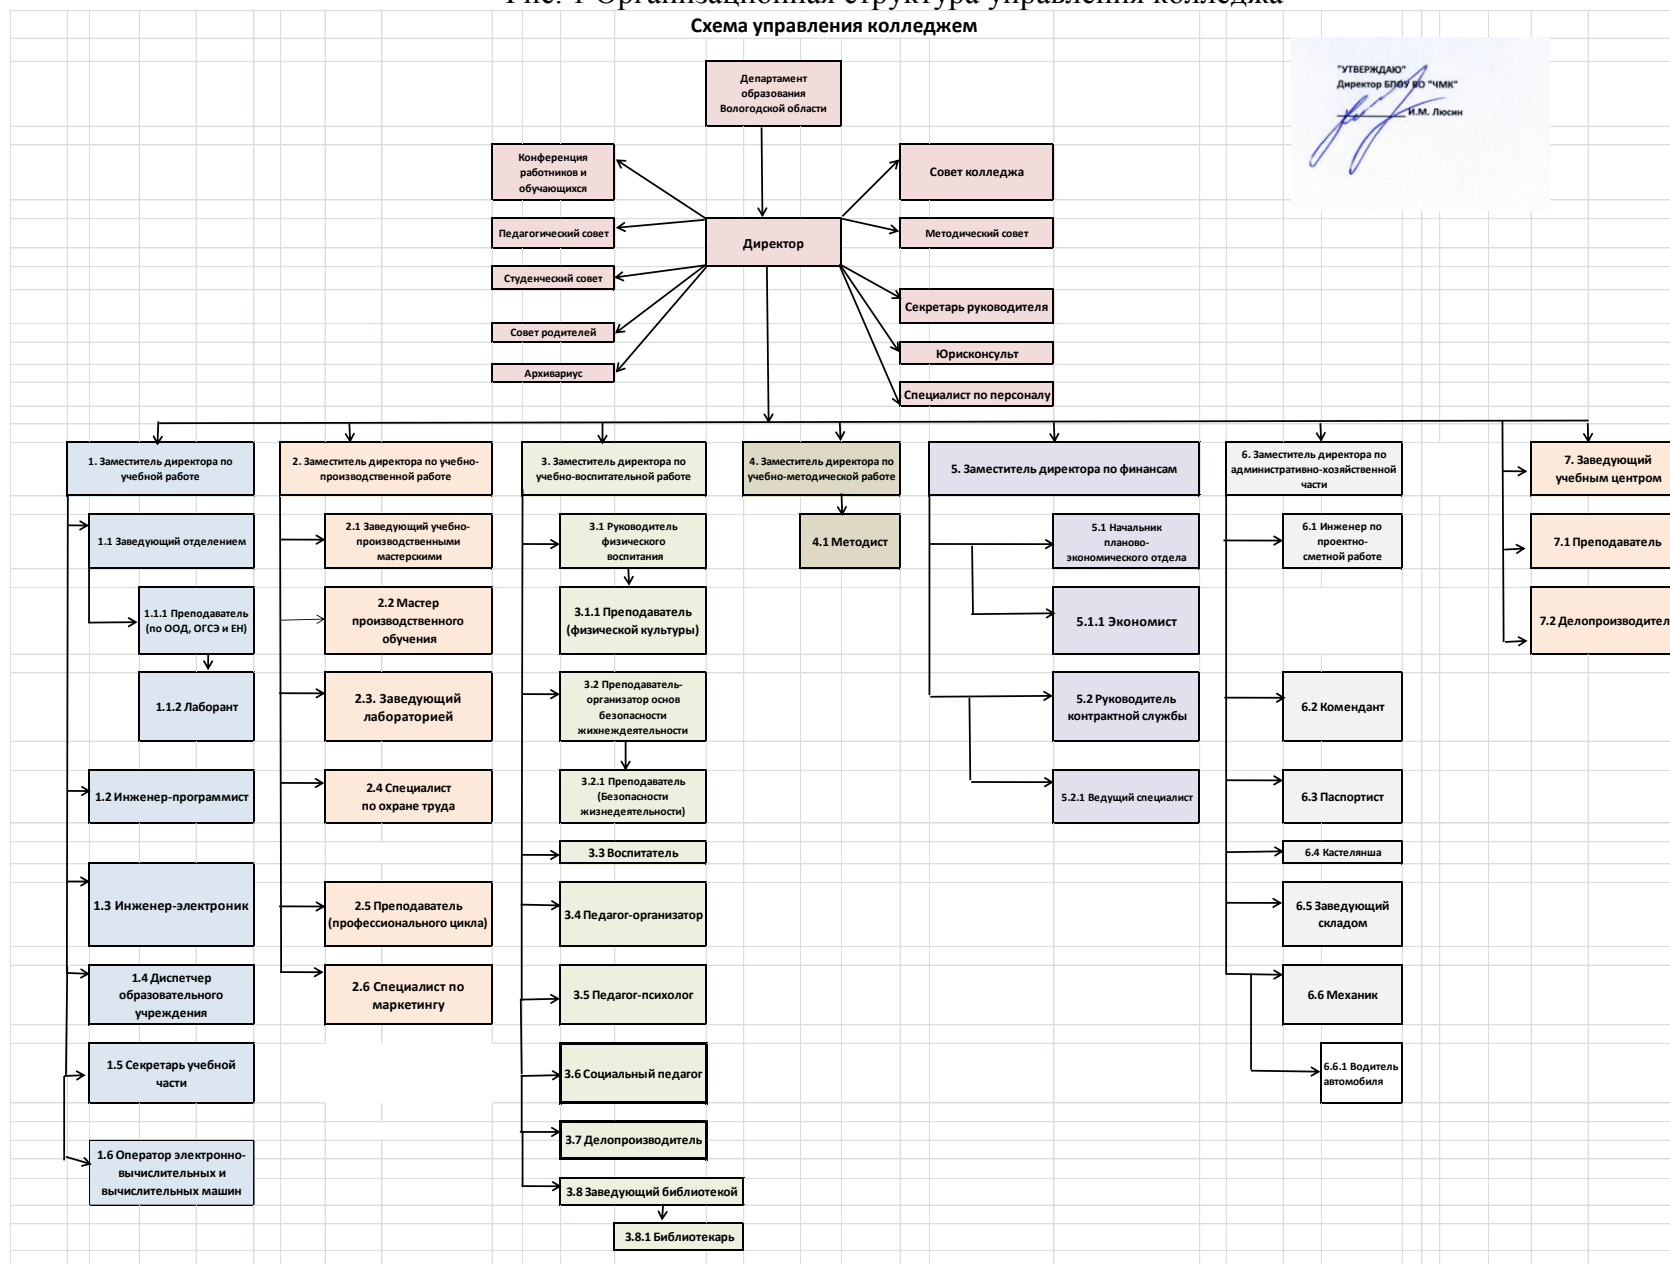 Рис. 1 Организационная структура управления колледжа
Схема управления колледжем
"УТВЕРЖДАЮ"
Директор БПОУ ВО "ЧМК"
И.М. Люсин
Департамент
образования
Вологодской области
Конференция
работников и
обучающихся
Совет колледжа
Педагогический совет
Директор
Методический совет
Студенческий совет
Секретарь руководителя
Совет родителей
Юрисконсульт
Архивариус
Специалист по персоналу
1. Заместитель директора по
учебной работе
2. Заместитель директора по учебно-
производственной работе
3. Заместитель директора по
учебно-воспитательной работе
4. Заместитель директора по
учебно-методической работе
5. Заместитель директора по финансам
6. Заместитель директора по
административно-хозяйственной
части
7. Заведующий
учебным центром
1.1 Заведующий отделением
2.1 Заведующий учебно-
производственными
мастерскими
3.1 Руководитель
физического
воспитания
4.1 Методист
5.1 Начальник
планово-
экономического отдела
6.1 Инженер по
проектно-
сметной работе
7.1 Преподаватель
1.1.1 Преподаватель
(по ООД, ОГСЭ и ЕН)
2.2 Мастер
производственного
обучения
3.1.1 Преподаватель
(физической культуры)
5.1.1 Экономист
7.2 Делопроизводител
1.1.2 Лаборант
2.3. Заведующий
лабораторией
3.2 Преподаватель-
организатор основ
безопасности
жихнеждеятельности
5.2 Руководитель
контрактной службы
6.2 Комендант
1.2 Инженер-программист
2.4 Специалист
по охране труда
3.2.1 Преподаватель
(Безопасности
жизнедеятельности)
5.2.1 Ведущий специалист
6.3 Паспортист
3.3 Воспитатель
6.4 Кастелянша
1.3 Инженер-электроник
2.5 Преподаватель
(профессионального цикла)
3.4 Педагог-организатор
6.5 Заведующий
складом
1.4 Диспетчер
образовательного
учреждения
2.6 Специалист по
маркетингу
3.5 Педагог-психолог
6.6 Механик
1.5 Секретарь учебной
части
3.6 Социальный педагог
6.6.1 Водитель
автомобиля
3.7 Делопроизводитель
1.6 Оператор электронно-
вычислительных и
вычислительных машин
3.8 Заведующий библиотекой
3.8.1 Библиотекарь